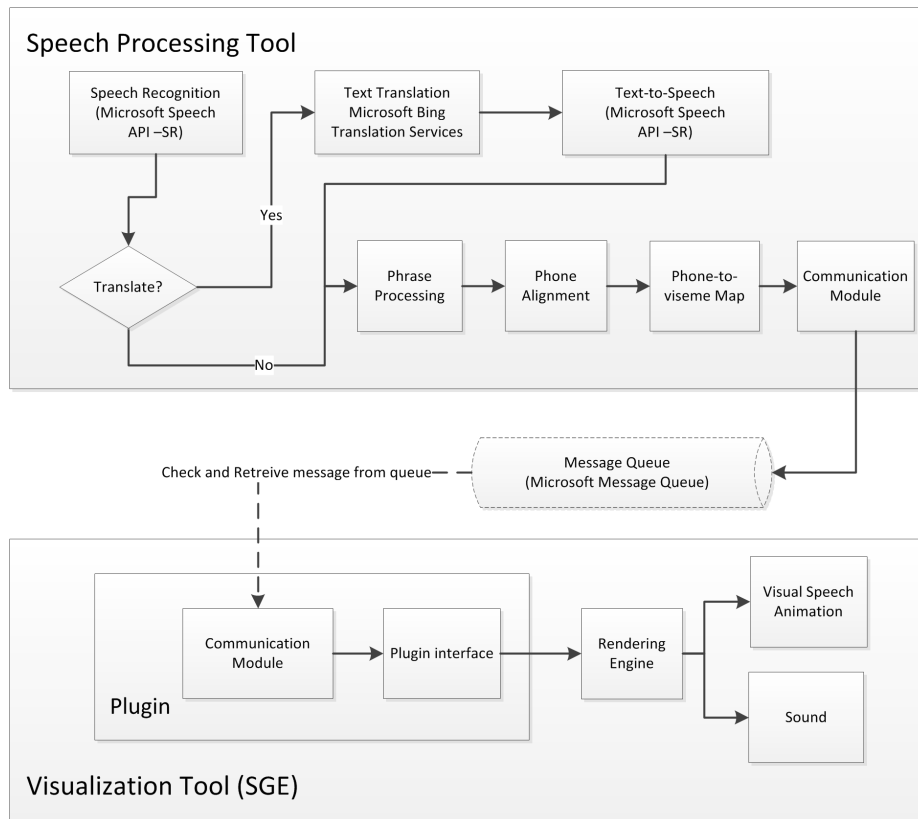 Speech Processing Tool
Speech Recognition
(Microsoft Speech
API –SR)
Text Translation
Microsoft Bing
Translation Services
Text-to-Speech
(Microsoft Speech
API –SR)
Yes
Translate?
Phrase
Processing
Phone
Alignment
Phone-to-
viseme Map
Communication
Module
No
Message Queue
(Microsoft Message Queue)
Check and Retreive message from queue
Visual Speech
Animation
Communication
Module
Plugin interface
Rendering
Engine
Plugin
Sound
Visualization Tool (SGE)